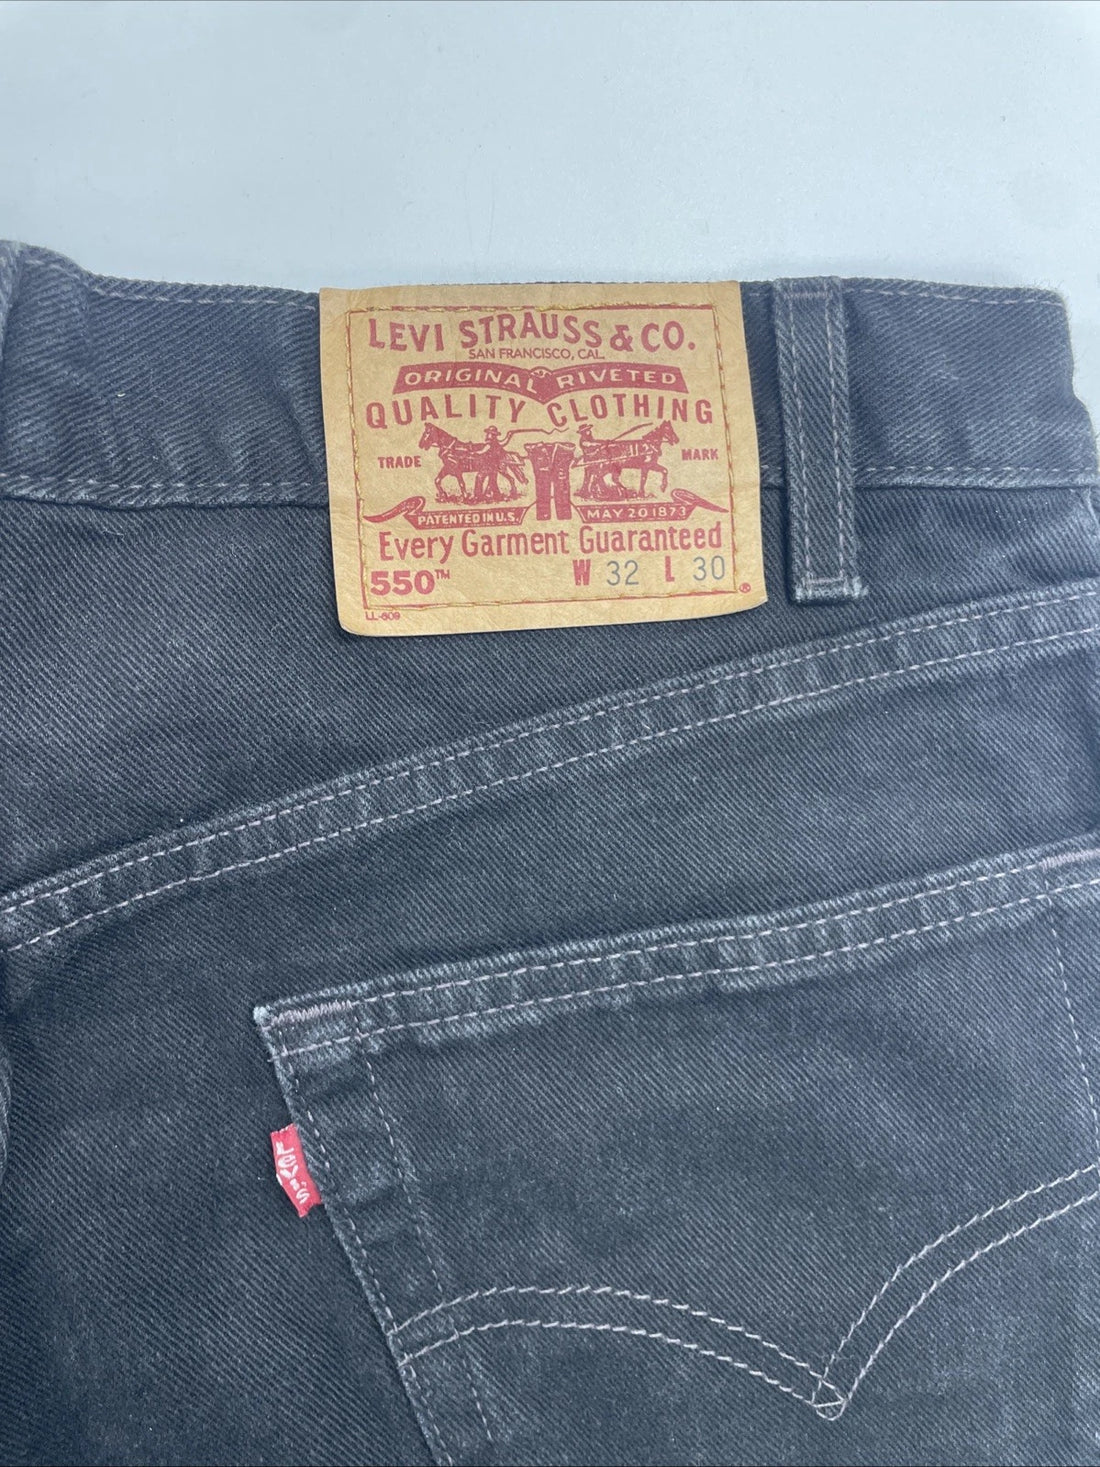 LEVI STRAUSS & CO.
SAN FRANCISCO, CAL.
ORIGINAL RIVETED
QUALITY CLOTHING
TRADE MARK
PATENTED IN U.S. MAY 20 1873
Every Garment Guaranteed
550™ W 32 L 30
®
LL-609
LEVI'S